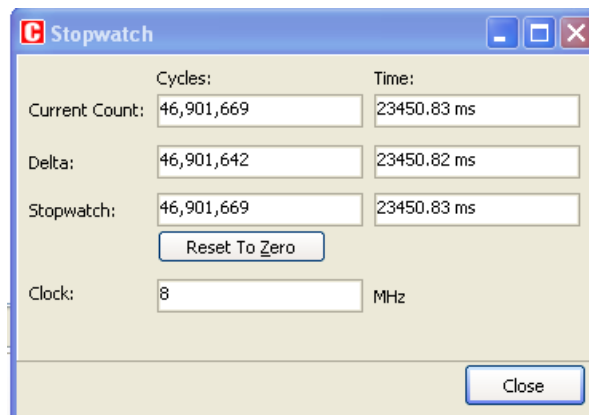 C Stopwatch
Cycles: Time:
Current Count: 46,901,669 23450.83 ms
Delta: 46,901,642 23450.82 ms
Stopwatch: 46,901,669 23450.83 ms
Reset To Zero
Clock: 8 MHz
Close